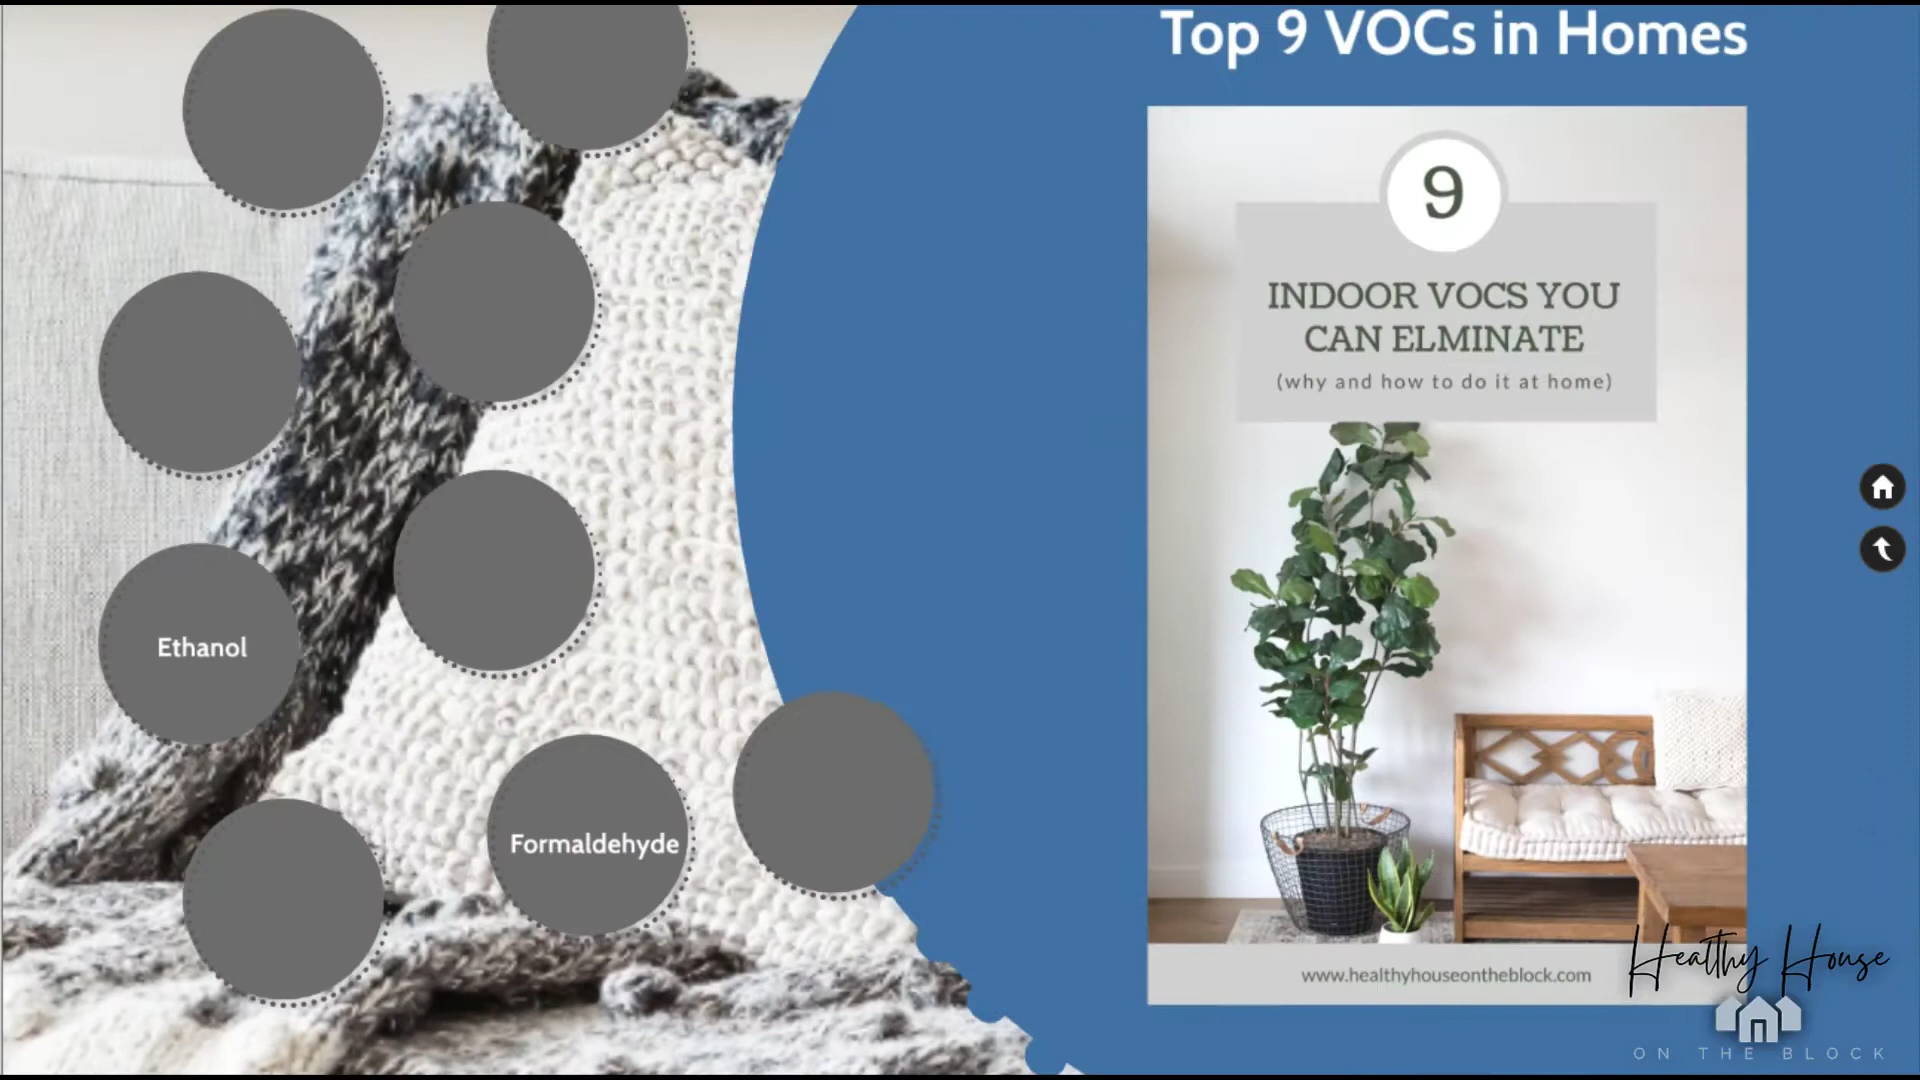 Top 9 VOCs in Homes
9
INDOOR VOCS YOU
CAN ELMINATE
(why and how to do it at home)
Ethanol
Formaldehyde
www.healthyhouseontheblock.com
Healthy House
ON THE BLOCK